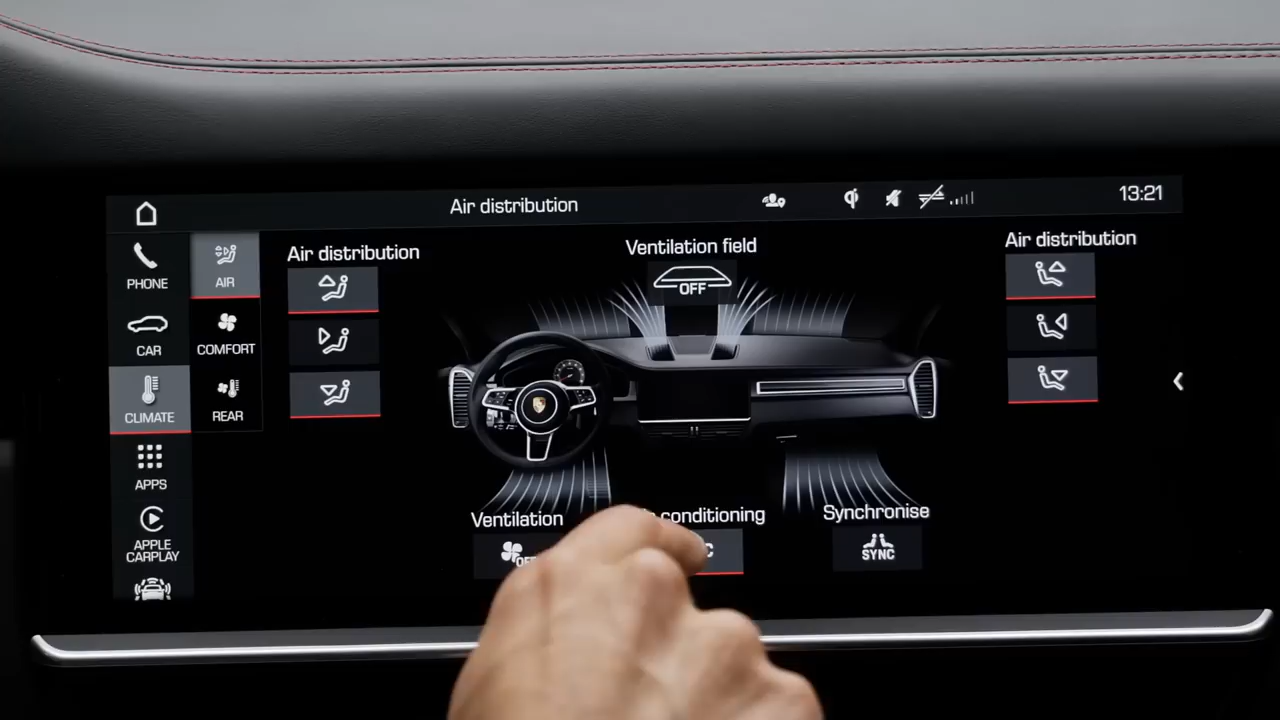 Air distribution
13:21
PHONE
CAR
CLIMATE
APPS
APPLE
CARPLAY
AIR
COMFORT
REAR
Air distribution
Ventilation field
OFF
Air distribution
Ventilation
OFF
conditioning
Synchronise
SYNC